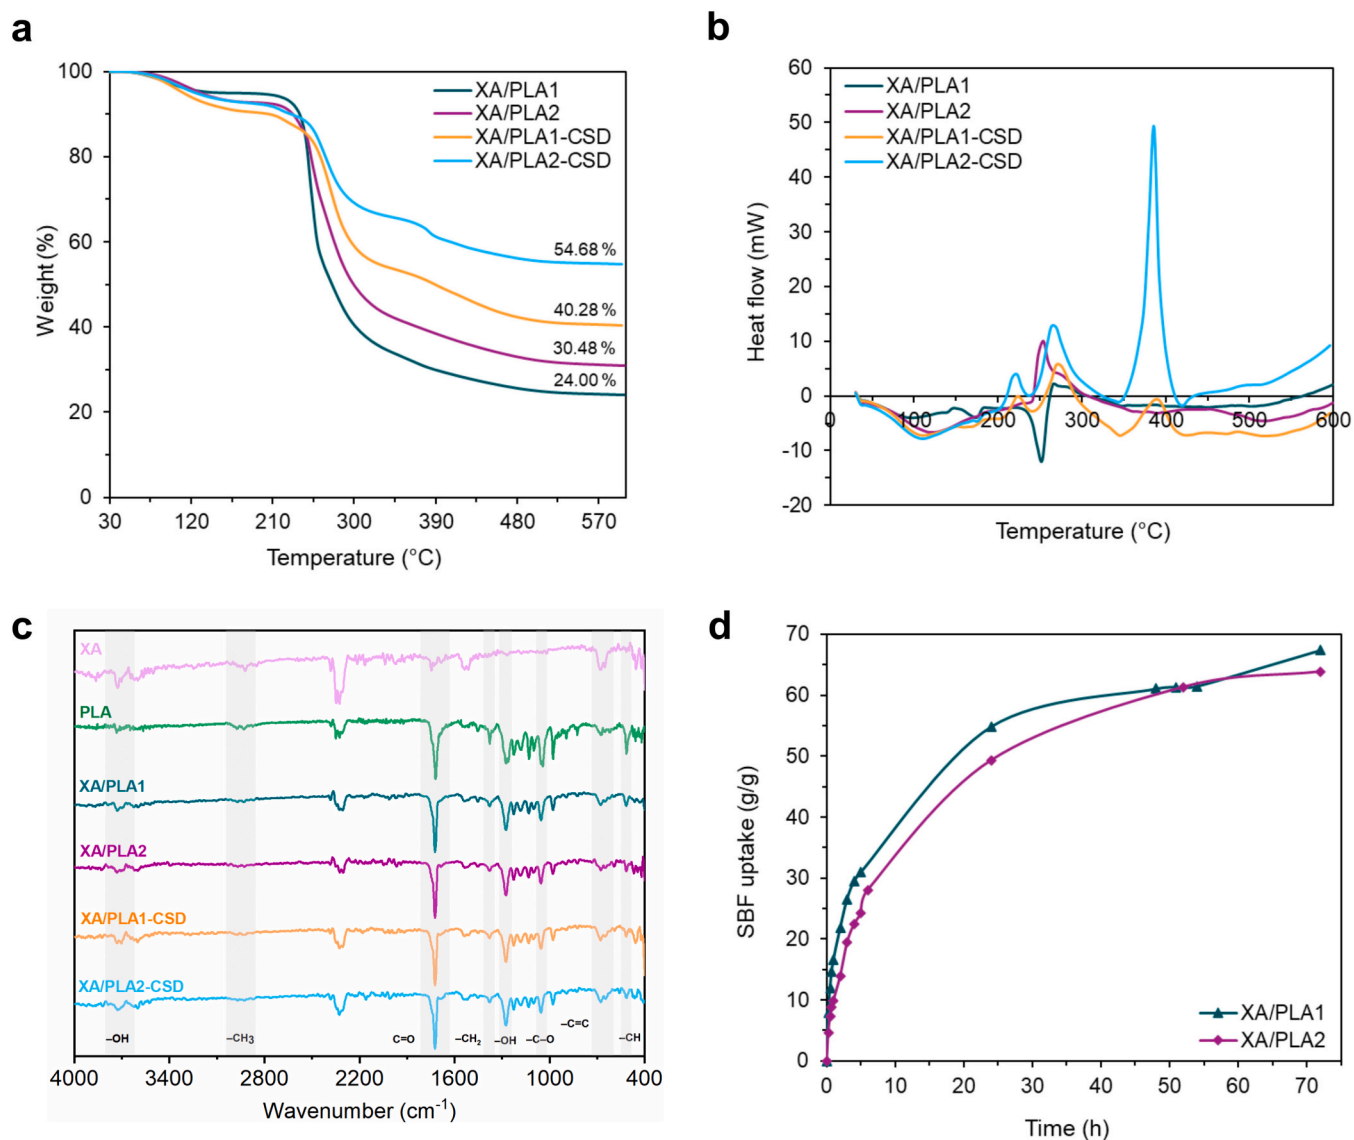 a
100
80
60
40
20
0
30 120 210 300 390 480 570
Weight (%)
Temperature (°C)
XA/PLA1
XA/PLA2
XA/PLA1-CSD
XA/PLA2-CSD
54.68 %
40.28 %
30.48 %
24.00 %
b
60
50
40
30
20
10
0
-10
-20
0 100 200 300 400 500 600
Heat flow (mW)
Temperature (°C)
XA/PLA1
XA/PLA2
XA/PLA1-CSD
XA/PLA2-CSD
c
XA
PLA
XA/PLA1
XA/PLA2
XA/PLA1-CSD
XA/PLA2-CSD
–OH –CH3 C=O –CH2 –OH –C–O –C=C –CH
4000 3400 2800 2200 1600 1000 400
Wavenumber (cm-1)
d
70
60
50
40
30
20
10
0
0 10 20 30 40 50 60 70
SBF uptake (g/g)
Time (h)
XA/PLA1
XA/PLA2